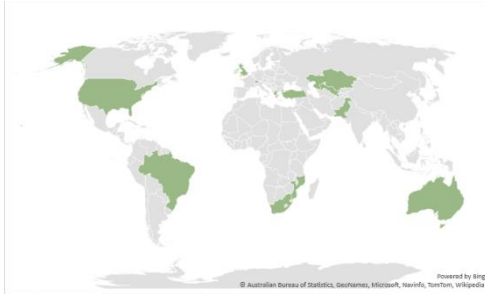 Powered by Bing
© Australian Bureau of Statistics, GeoNames, Microsoft, Navinfo, TomTom, Wikipedia